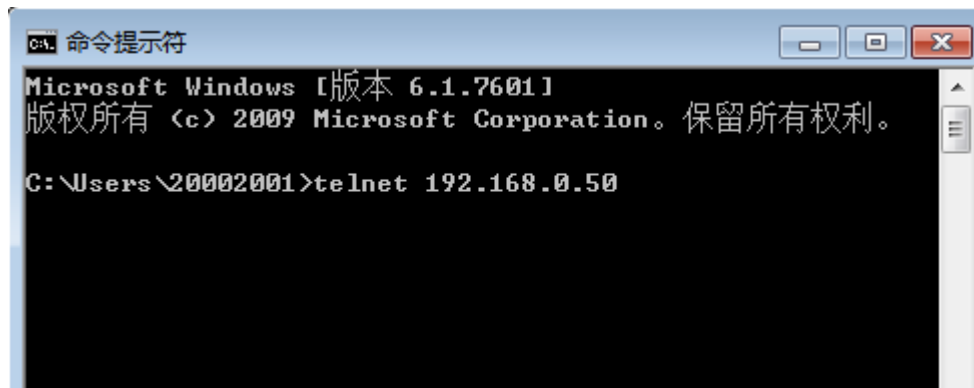 命令提示符
Microsoft Windows [版本 6.1.7601]
版权所有 (c) 2009 Microsoft Corporation。保留所有权利。
C:\Users\20002001>telnet 192.168.0.50